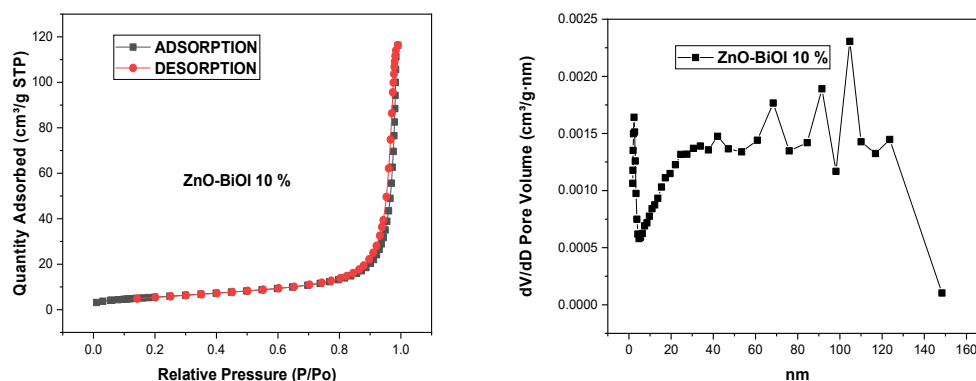 Quantity Adsorbed (cm³/g STP)
120
100
80
60
40
20
0
ADSORPTION
DESORPTION
ZnO-BiOI 10 %
0.0 0.2 0.4 0.6 0.8 1.0
Relative Pressure (P/Po)
dV/dD Pore Volume (cm³/g·nm)
0.0025
0.0020
0.0015
0.0010
0.0005
0.0000
ZnO-BiOI 10 %
0 20 40 60 80 100 120 140 160
nm